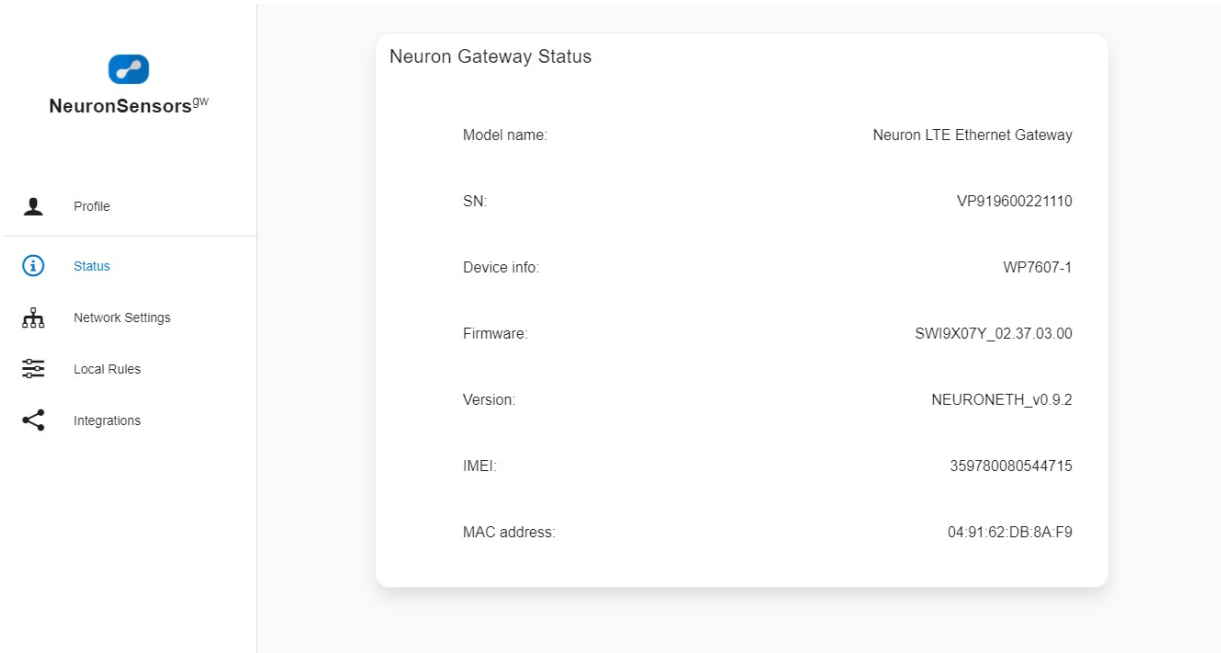 NeuronSensorsgw
Profile
Status
Network Settings
Local Rules
Integrations
Neuron Gateway Status
Model name: Neuron LTE Ethernet Gateway
SN: VP919600221110
Device info: WP7607-1
Firmware: SWI9X07Y_02.37.03.00
Version: NEURONETH_v0.9.2
IMEI: 359780080544715
MAC address: 04:91:62:DB:8A:F9